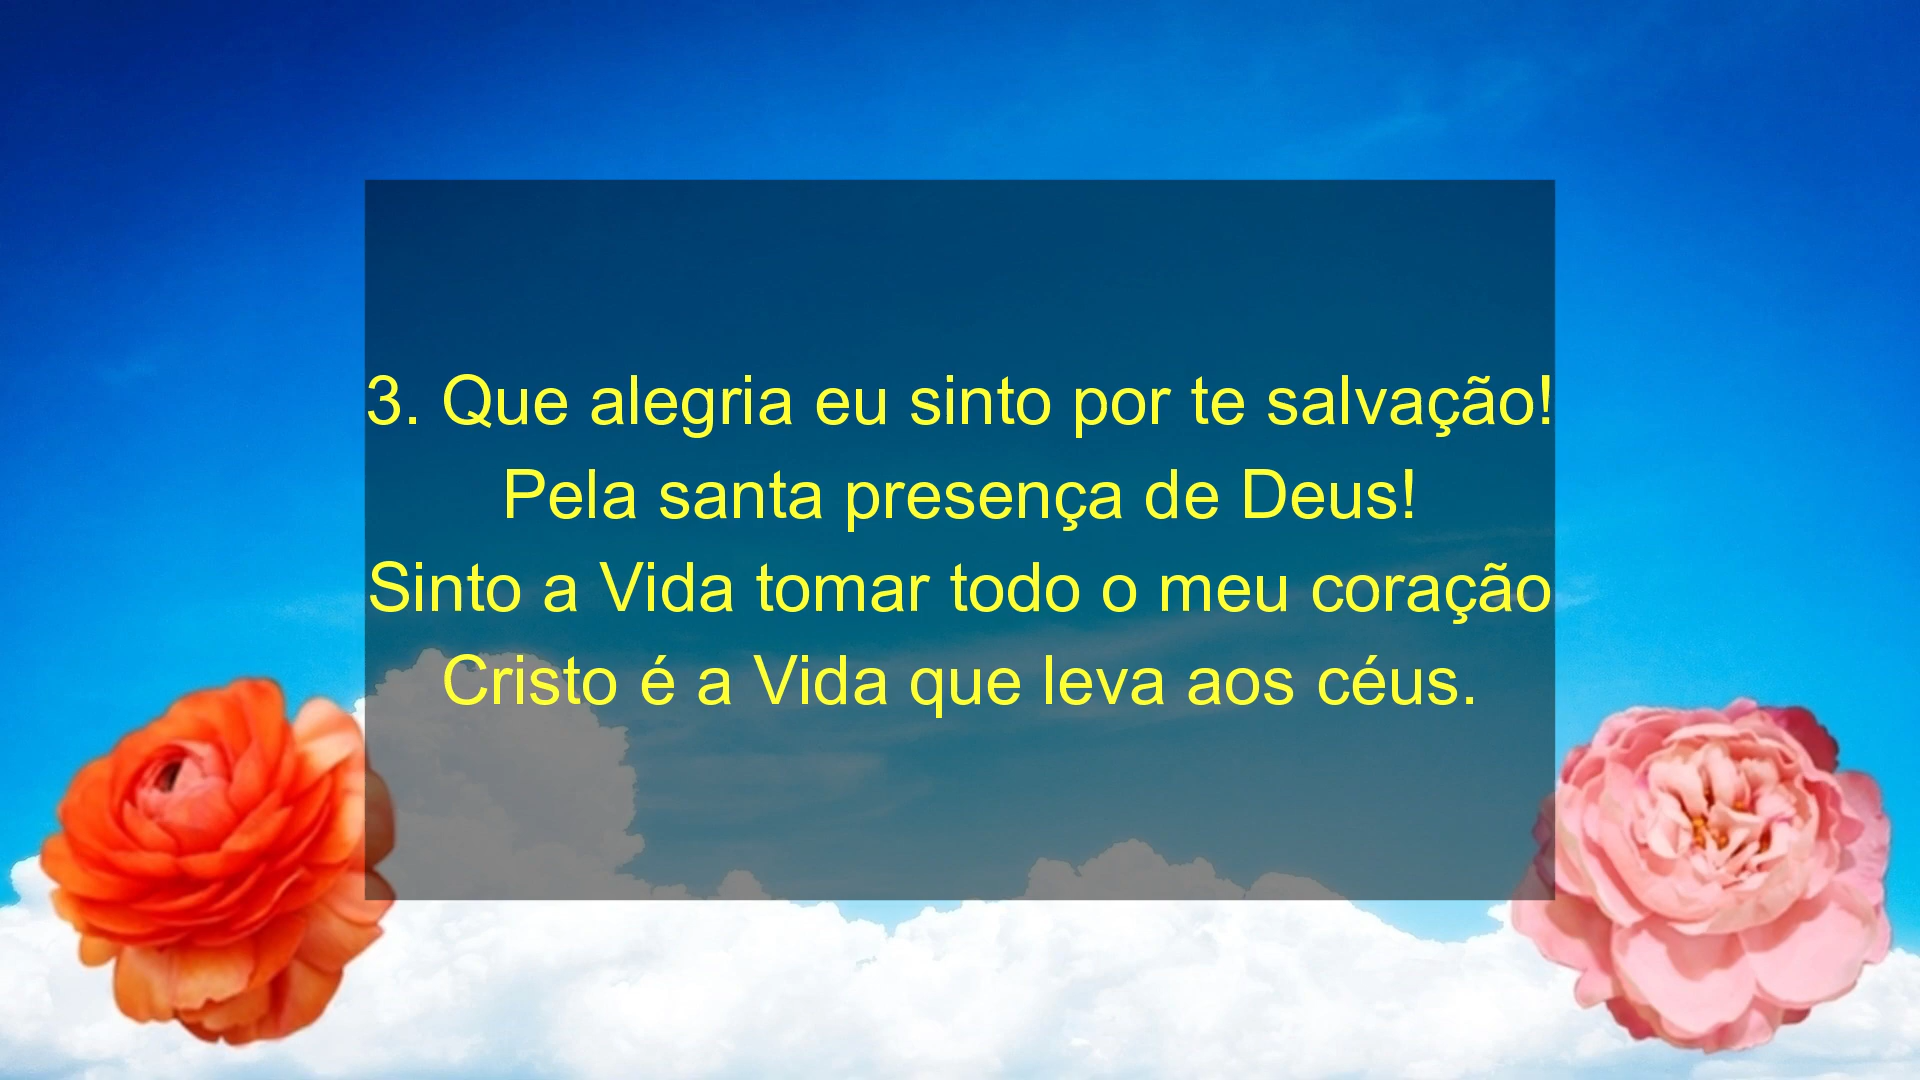 3. Que alegria eu sinto por te salvação!
Pela santa presença de Deus!
Sinto a Vida tomar todo o meu coração
Cristo é a Vida que leva aos céus.